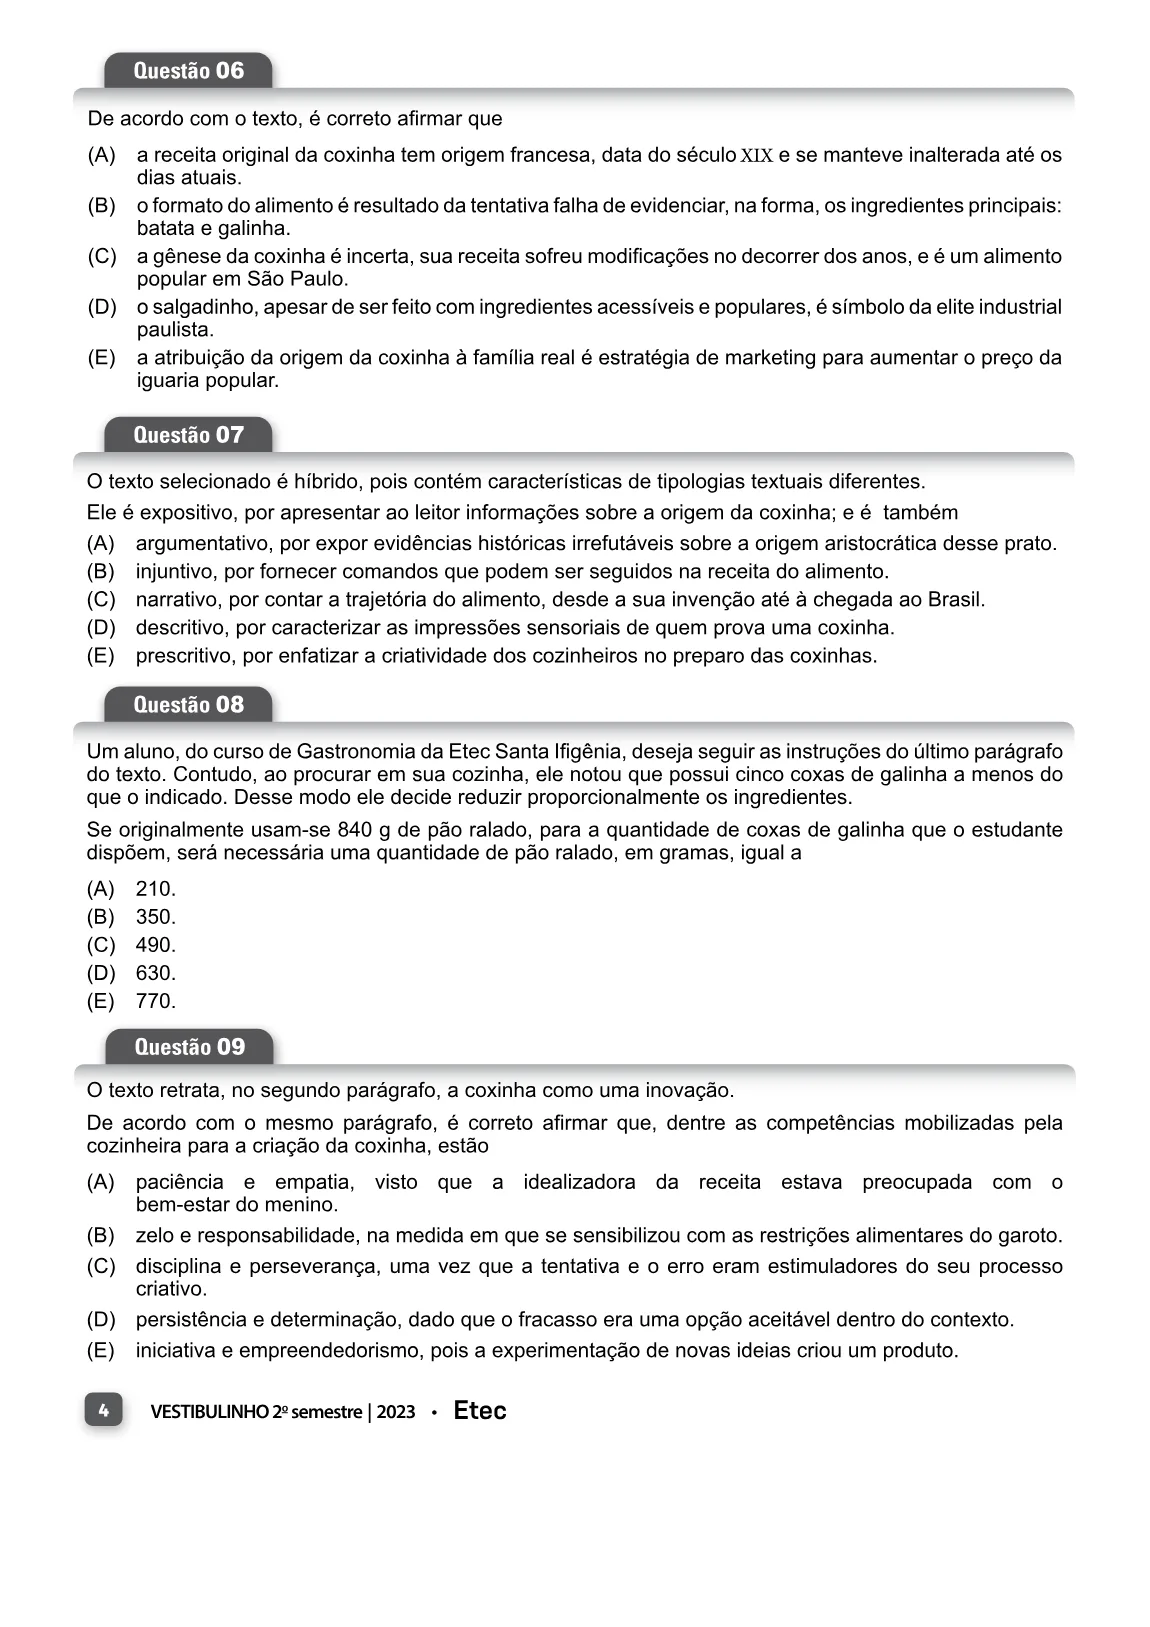 Questão 06
De acordo com o texto, é correto afirmar que
(A) a receita original da coxinha tem origem francesa, data do século XIX e se manteve inalterada até os
dias atuais.
(B) o formato do alimento é resultado da tentativa falha de evidenciar, na forma, os ingredientes principais:
batata e galinha.
(C) a gênese da coxinha é incerta, sua receita sofreu modificações no decorrer dos anos, e é um alimento
popular em São Paulo.
(D) o salgadinho, apesar de ser feito com ingredientes acessíveis e populares, é símbolo da elite industrial
paulista.
(E) a atribuição da origem da coxinha à família real é estratégia de marketing para aumentar o preço da
iguaria popular.
Questão 07
O texto selecionado é híbrido, pois contém características de tipologias textuais diferentes.
Ele é expositivo, por apresentar ao leitor informações sobre a origem da coxinha; e é também
(A) argumentativo, por expor evidências históricas irrefutáveis sobre a origem aristocrática desse prato.
(B) injuntivo, por fornecer comandos que podem ser seguidos na receita do alimento.
(C) narrativo, por contar a trajetória do alimento, desde a sua invenção até à chegada ao Brasil.
(D) descritivo, por caracterizar as impressões sensoriais de quem prova uma coxinha.
(E) prescritivo, por enfatizar a criatividade dos cozinheiros no preparo das coxinhas.
Questão 08
Um aluno, do curso de Gastronomia da Etec Santa Ifigênia, deseja seguir as instruções do último parágrafo
do texto. Contudo, ao procurar em sua cozinha, ele notou que possui cinco coxas de galinha a menos do
que o indicado. Desse modo ele decide reduzir proporcionalmente os ingredientes.
Se originalmente usam-se 840 g de pão ralado, para a quantidade de coxas de galinha que o estudante
dispõem, será necessária uma quantidade de pão ralado, em gramas, igual a
(A) 210.
(B) 350.
(C) 490.
(D) 630.
(E) 770.
Questão 09
O texto retrata, no segundo parágrafo, a coxinha como uma inovação.
De acordo com o mesmo parágrafo, é correto afirmar que, dentre as competências mobilizadas pela
cozinheira para a criação da coxinha, estão
(A) paciência e empatia, visto que a idealizadora da receita estava preocupada com o
bem-estar do menino.
(B) zelo e responsabilidade, na medida em que se sensibilizou com as restrições alimentares do garoto.
(C) disciplina e perseverança, uma vez que a tentativa e o erro eram estimuladores do seu processo
criativo.
(D) persistência e determinação, dado que o fracasso era uma opção aceitável dentro do contexto.
(E) iniciativa e empreendedorismo, pois a experimentação de novas ideias criou um produto.
4 VESTIBULINHO 2º semestre | 2023 • Etec